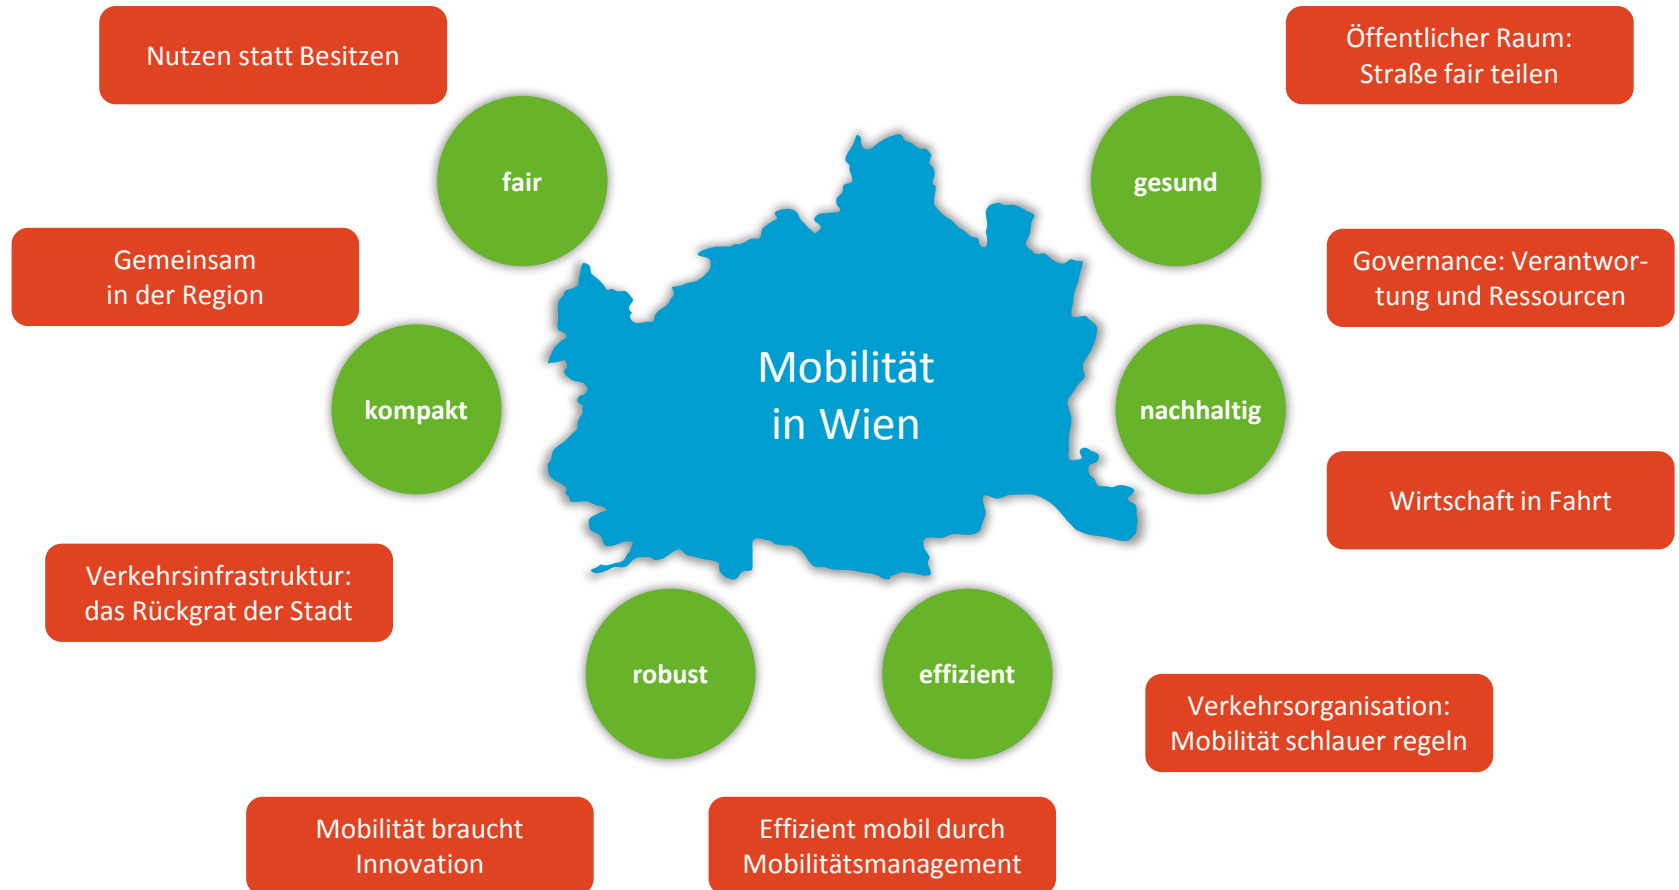 Nutzen statt Besitzen
Öffentlicher Raum:
Straße fair teilen
fair
gesund
Gemeinsam
in der Region
Governance: Verantwor-
tung und Ressourcen
Mobilität
in Wien
kompakt
nachhaltig
Wirtschaft in Fahrt
Verkehrsinfrastruktur:
das Rückgrat der Stadt
robust
effizient
Verkehrsorganisation:
Mobilität schlauer regeln
Mobilität braucht
Innovation
Effizient mobil durch
Mobilitätsmanagement